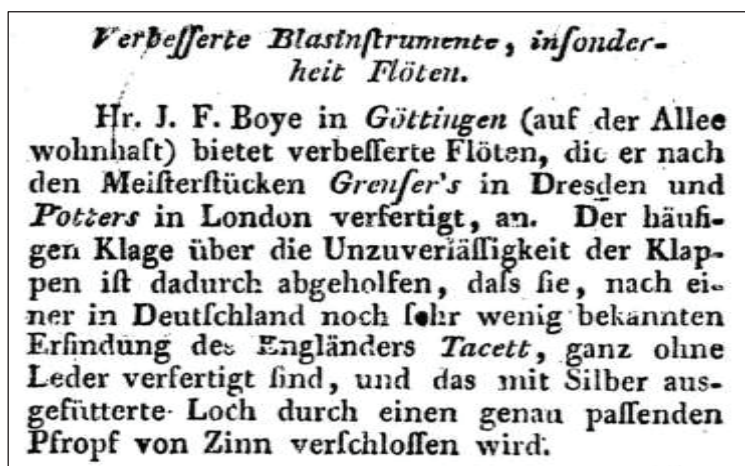 Verbeſſerte Blasinſtrumente, inſonder-
heit Flöten.
Hr. J. F. Boye in Göttingen (auf der Allee
wohnhaft) bietet verbeſſerte Flöten, die er nach
den Meiſterſtücken Grenſer's in Dresden und
Potters in London verfertigt, an. Der häufi-
gen Klage über die Unzuverläſſigkeit der Klap-
pen iſt dadurch abgeholfen, daſs ſie, nach ei-
ner in Deutſchland noch ſehr wenig bekannten
Erfindung des Engländers Tacett, ganz ohne
Leder verfertigt ſind, und das mit Silber aus-
gefütterte Loch durch einen genau paſſenden
Pfropf von Zinn verſchloſſen wird.